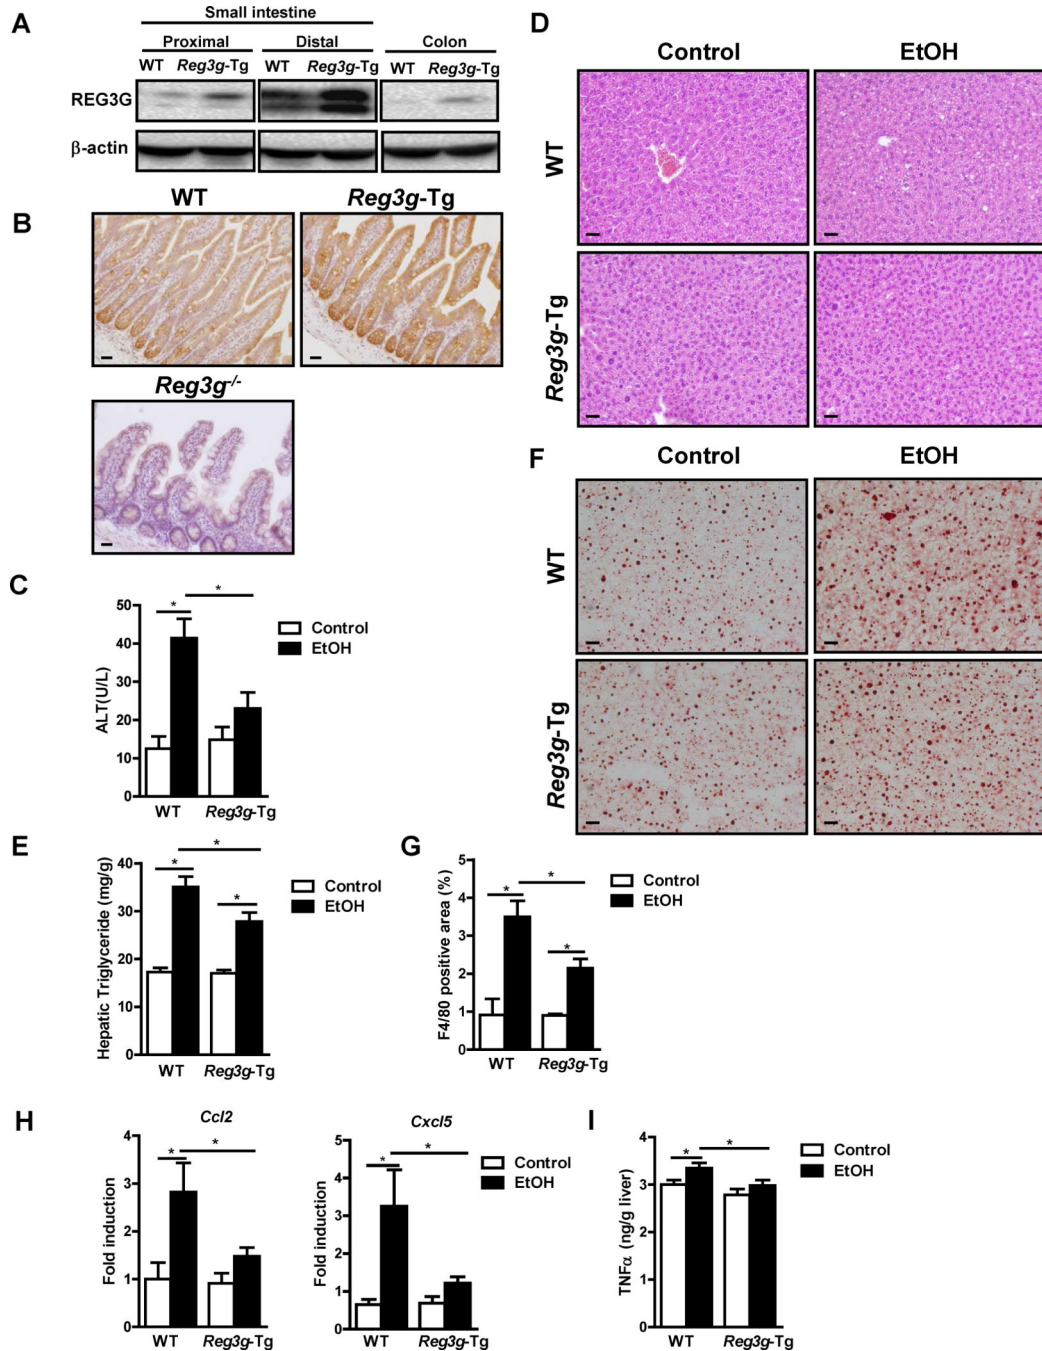 A
Small intestine
Proximal Distal Colon
WT Reg3g-Tg WT Reg3g-Tg WT Reg3g-Tg
REG3G
β-actin
B
WT Reg3g-Tg
Reg3g-/-
C
ALT(U/L)
50
40
30
20
10
0
WT Reg3g-Tg
* *
Control
EtOH
D
Control EtOH
WT
Reg3g-Tg
E
Hepatic Triglyceride (mg/g)
40
30
20
10
0
WT Reg3g-Tg
* * *
Control
EtOH
F
Control EtOH
WT
Reg3g-Tg
G
F4/80 positive area (%)
5
4
3
2
1
0
WT Reg3g-Tg
* * *
Control
EtOH
H
Ccl2
Fold induction
4
3
2
1
0
WT Reg3g-Tg
* *
Cxcl5
Fold induction
5
4
3
2
1
0
WT Reg3g-Tg
* *
Control
EtOH
I
TNFα (ng/g liver)
4
3
2
1
0
WT Reg3g-Tg
* *
Control
EtOH